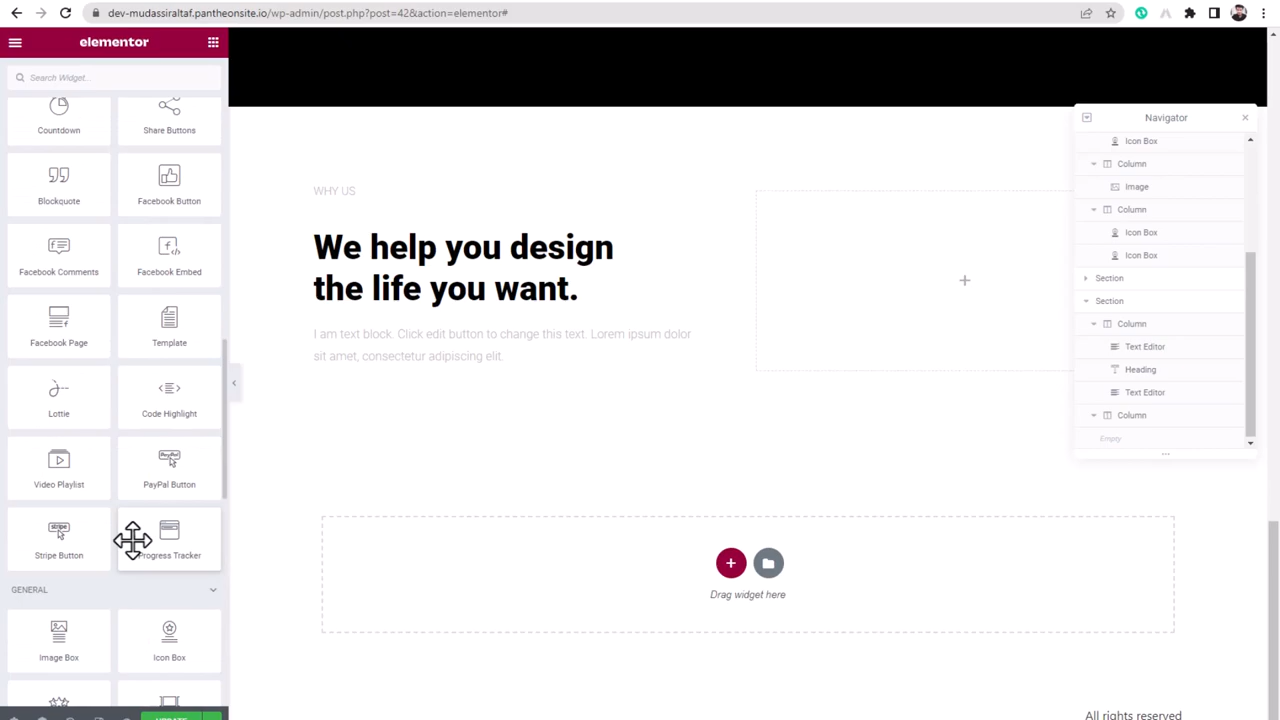 dev-mudassiraltaf.pantheonsite.io/wp-admin/post.php?post=42&action=elementor#
elementor
Search Widget...
Countdown
Share Buttons
Blockquote
Facebook Button
Facebook Comments
Facebook Embed
Facebook Page
Template
Lottie
Code Highlight
Video Playlist
PayPal
PayPal Button
stripe
Stripe Button
Progress Tracker
GENERAL
Image Box
Icon Box
UPDATE
WHY US
We help you design
the life you want.
I am text block. Click edit button to change this text. Lorem ipsum dolor
sit amet, consectetur adipiscing elit.
Drag widget here
All rights reserved
Navigator
Icon Box
Column
Image
Column
Icon Box
Icon Box
Section
Section
Column
Text Editor
Heading
Text Editor
Column
Empty